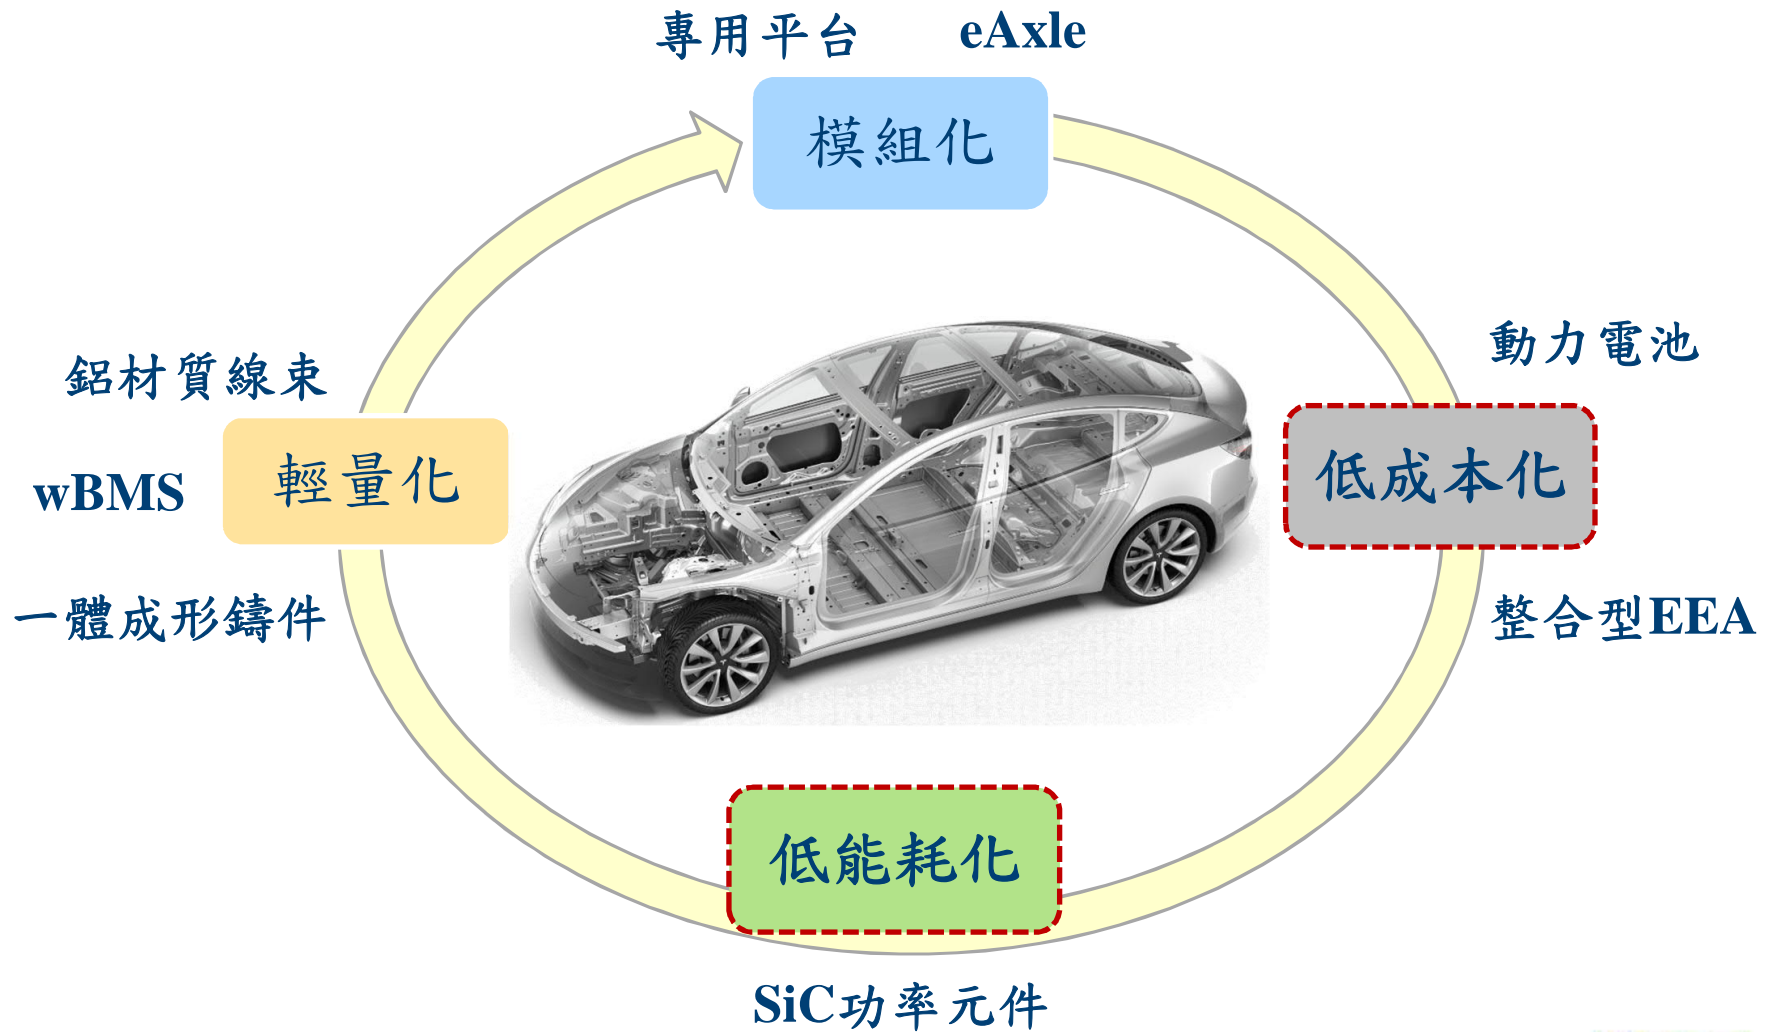 專用平台 eAxle
模組化
動力電池
鋁材質線束
低成本化
輕量化
wBMS
一體成形鑄件
整合型EEA
低能耗化
SiC功率元件